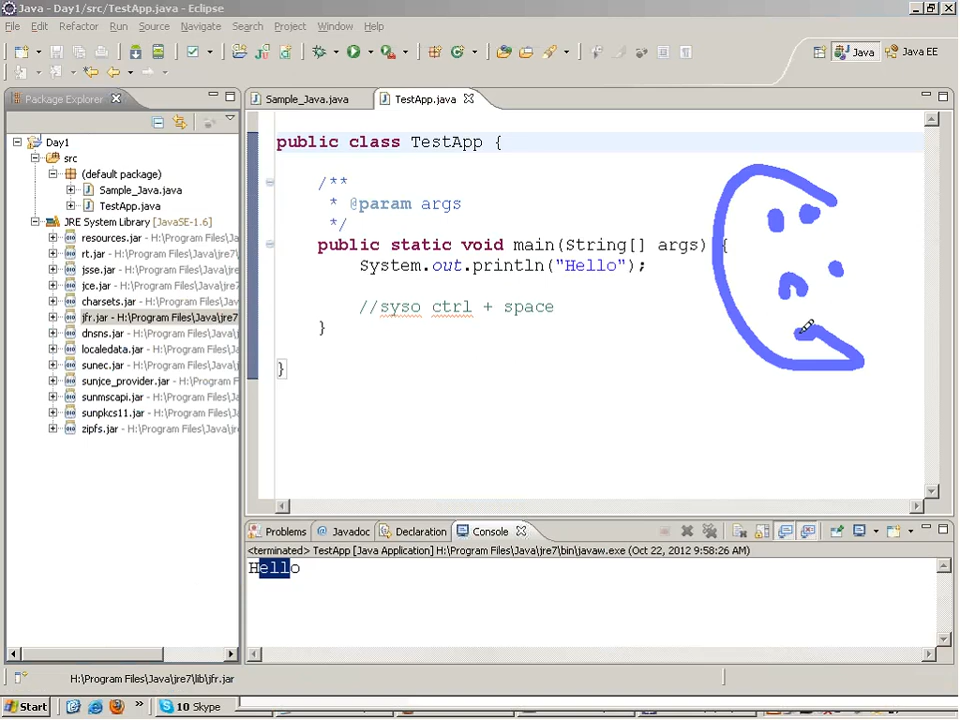 Java - Day1/src/TestApp.java - Eclipse
File Edit Refactor Run Source Navigate Search Project Window Help
Java Java EE
Package Explorer
Sample_Java.java TestApp.java
Day1
src
(default package)
Sample_Java.java
TestApp.java
JRE System Library [JavaSE-1.6]
resources.jar - H:\Program Files\Java
rt.jar - H:\Program Files\Java\jre7
jsse.jar - H:\Program Files\Java\jre
jce.jar - H:\Program Files\Java\jre7
charsets.jar - H:\Program Files\Java
jfr.jar - H:\Program Files\Java\jre7
dnsns.jar - H:\Program Files\Java\j
localedata.jar - H:\Program Files\Ja
sunec.jar - H:\Program Files\Java\j
sunjce_provider.jar - H:\Program Fil
sunmscapi.jar - H:\Program Files\Ja
sunpkcs11.jar - H:\Program Files\Ja
zipfs.jar - H:\Program Files\Java\jr
public class TestApp {
/**
* @param args
*/
public static void main(String[] args) {
System.out.println("Hello");
//syso ctrl + space
}
}
Problems Javadoc Declaration Console
<terminated> TestApp [Java Application] H:\Program Files\Java\jre7\bin\javaw.exe (Oct 22, 2012 9:58:26 AM)
Hello
H:\Program Files\Java\jre7\lib\jfr.jar
Start » 10 Skype